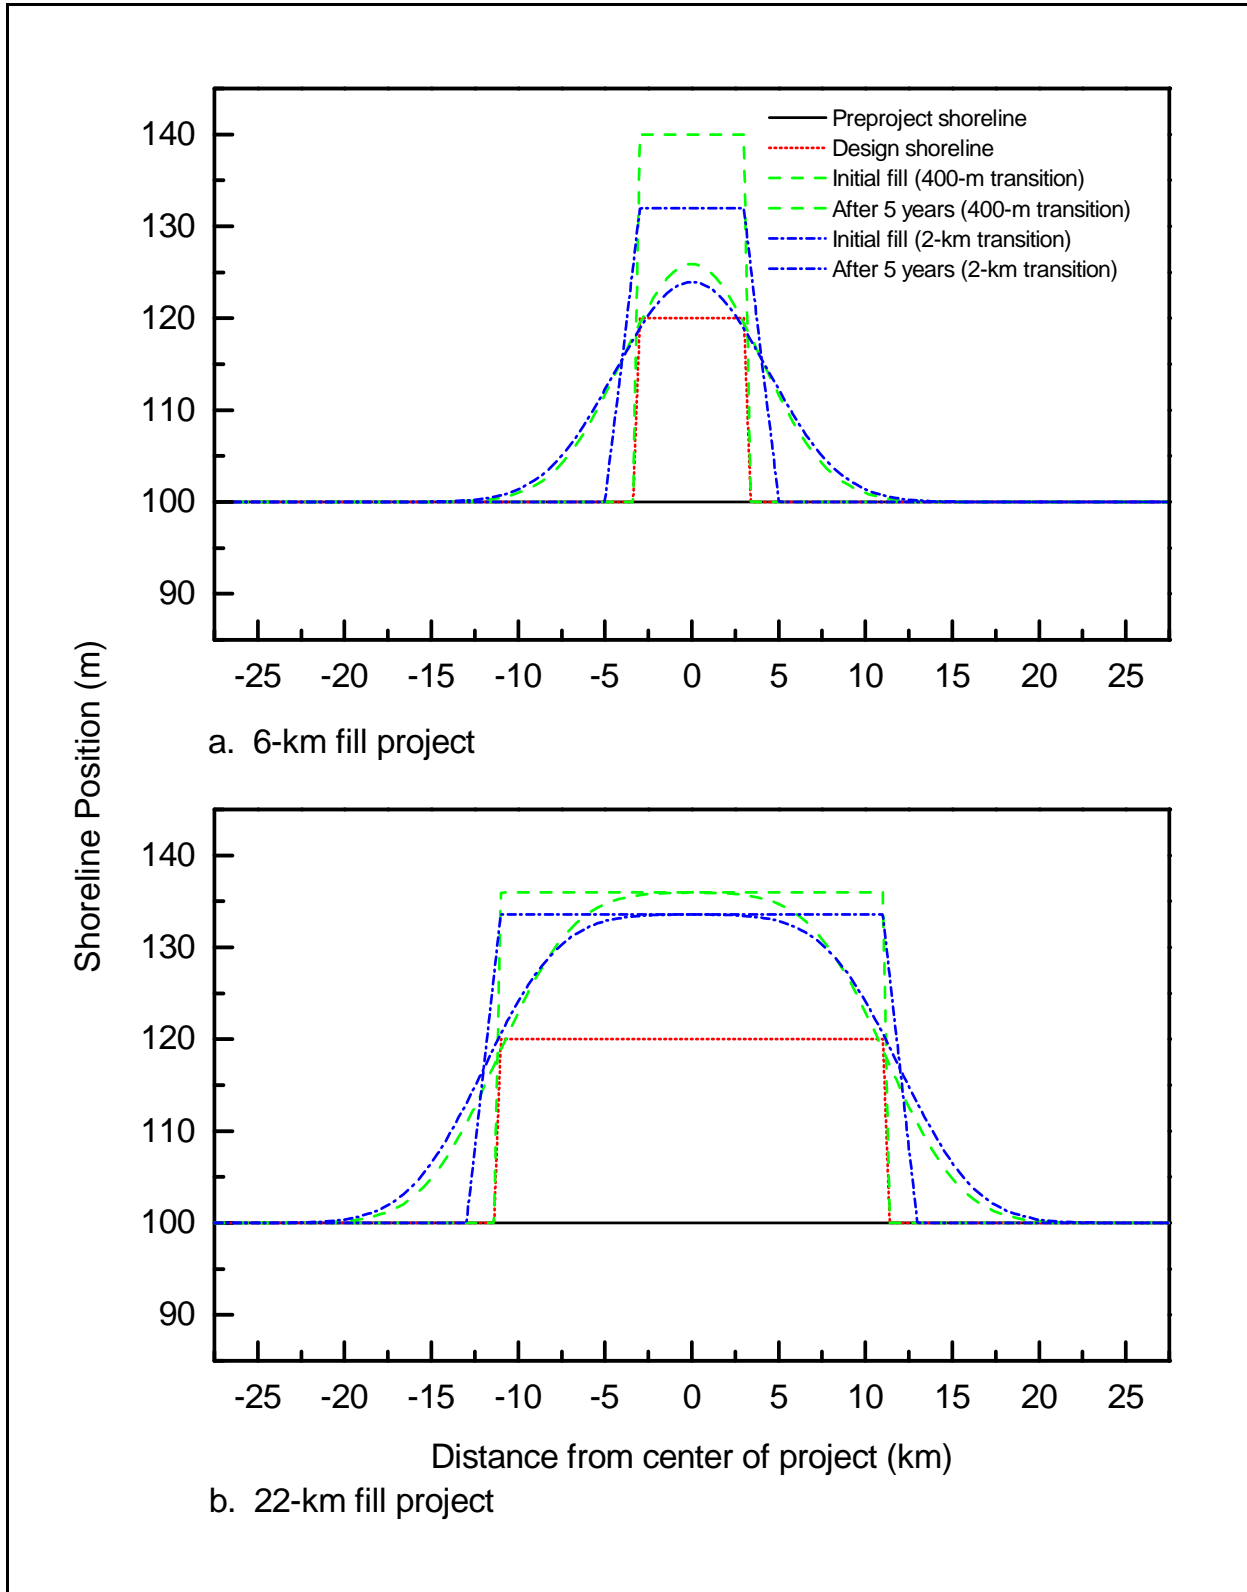 140
130
120
110
100
90
Preproject shoreline
Design shoreline
Initial fill (400-m transition)
After 5 years (400-m transition)
Initial fill (2-km transition)
After 5 years (2-km transition)
-25 -20 -15 -10 -5 0 5 10 15 20 25
a. 6-km fill project
Shoreline Position (m)
140
130
120
110
100
90
-25 -20 -15 -10 -5 0 5 10 15 20 25
Distance from center of project (km)
b. 22-km fill project